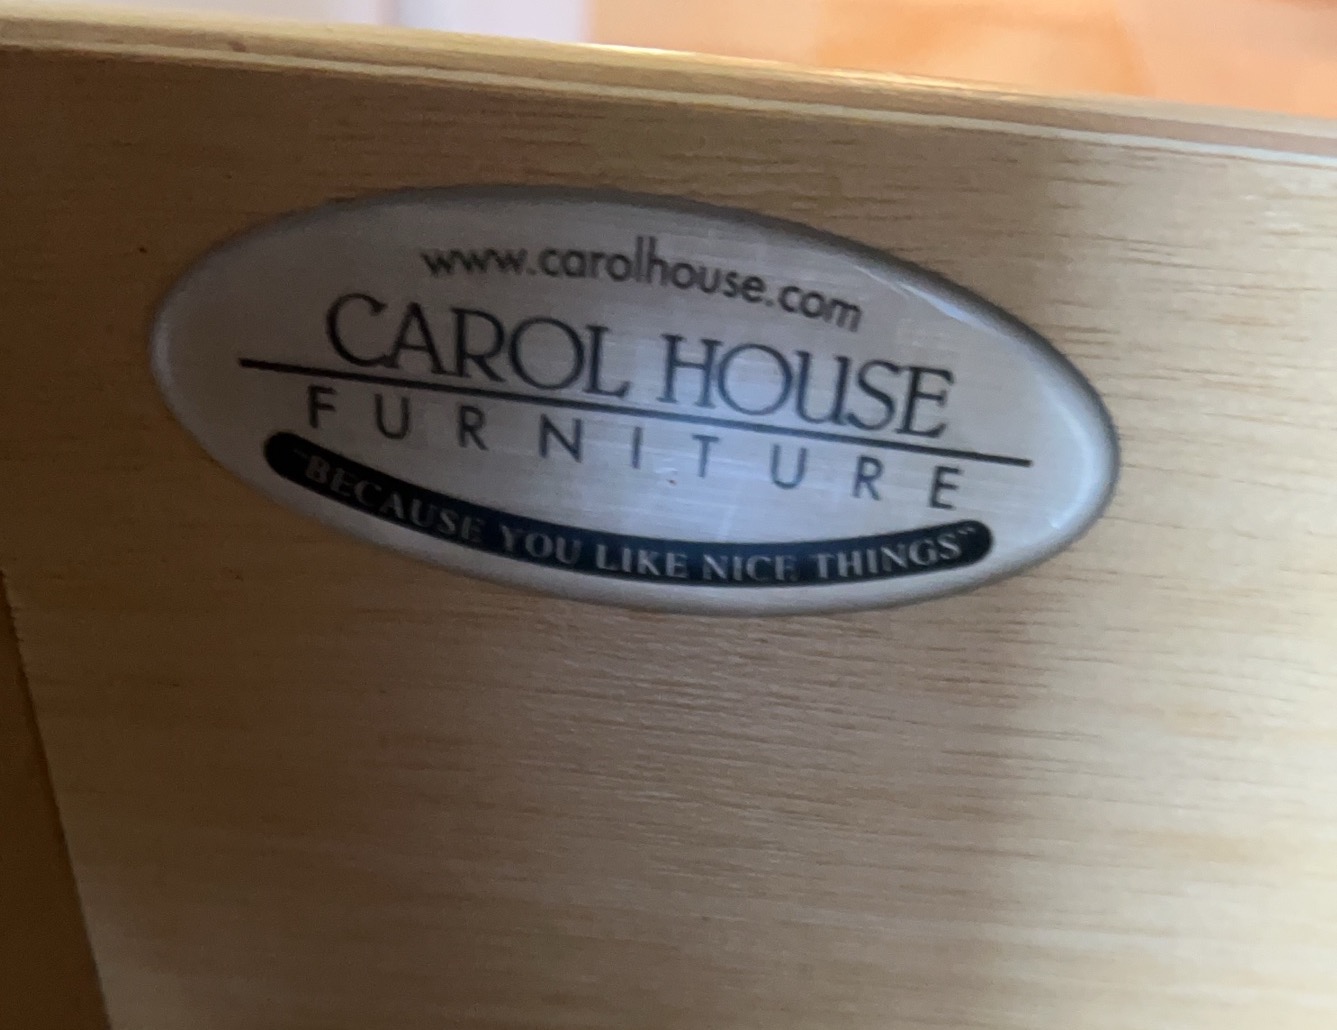 www.carolhouse.com
CAROL HOUSE
FURNITURE
"BECAUSE YOU LIKE NICE THINGS"